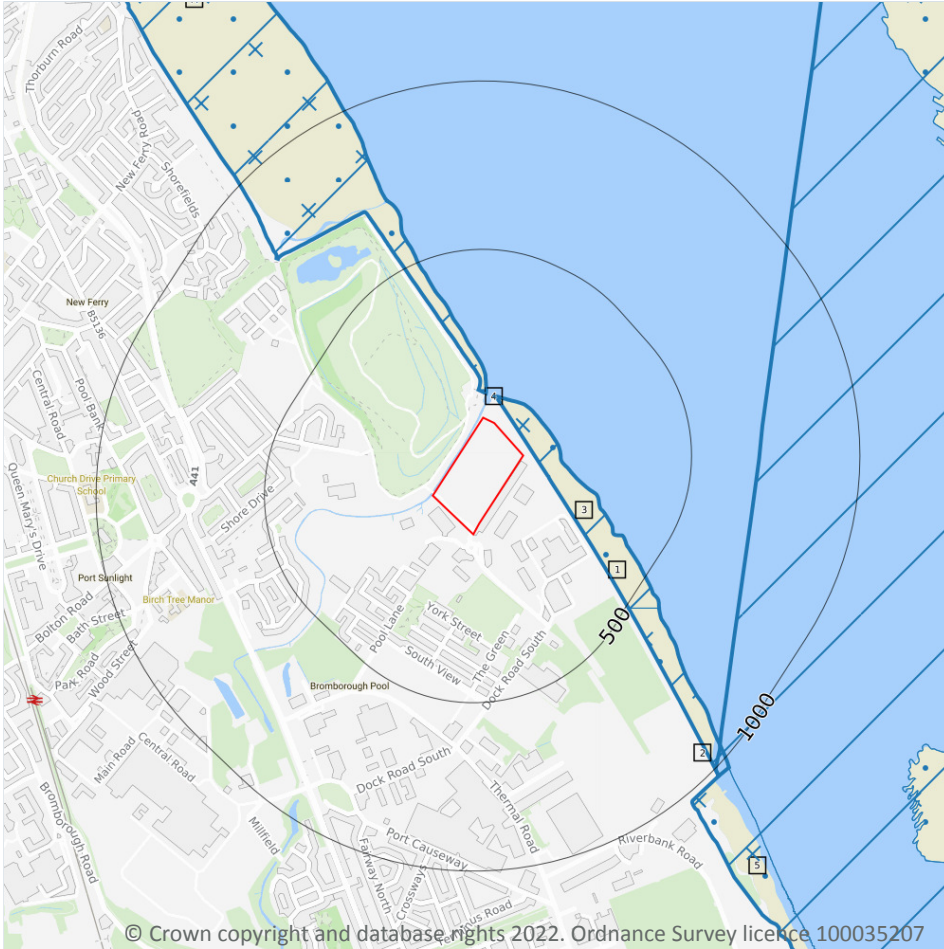 Thorburn Road
New Ferry Road
Shorefields
New Ferry
B5136
Central Road
Pool Bank
4
Church Drive Primary
School
A41
Shore Drive
Queen Mary's Drive
3
1
Port Sunlight
Birch Tree Manor
Bolton Road
Bath Street
Park Road
Wood Street
Pool Lane
York Street
South View
The Green
500
Dock Road South
Bromborough Pool
1000
2
Main Road
Central Road
Dock Road South
Thermal Road
Bromborough Road
Millfield
Port Causeway
Riverbank Road
Fairway North
Crossways
5
Road
© Crown copyright and database rights 2022. Ordnance Survey licence 100035207